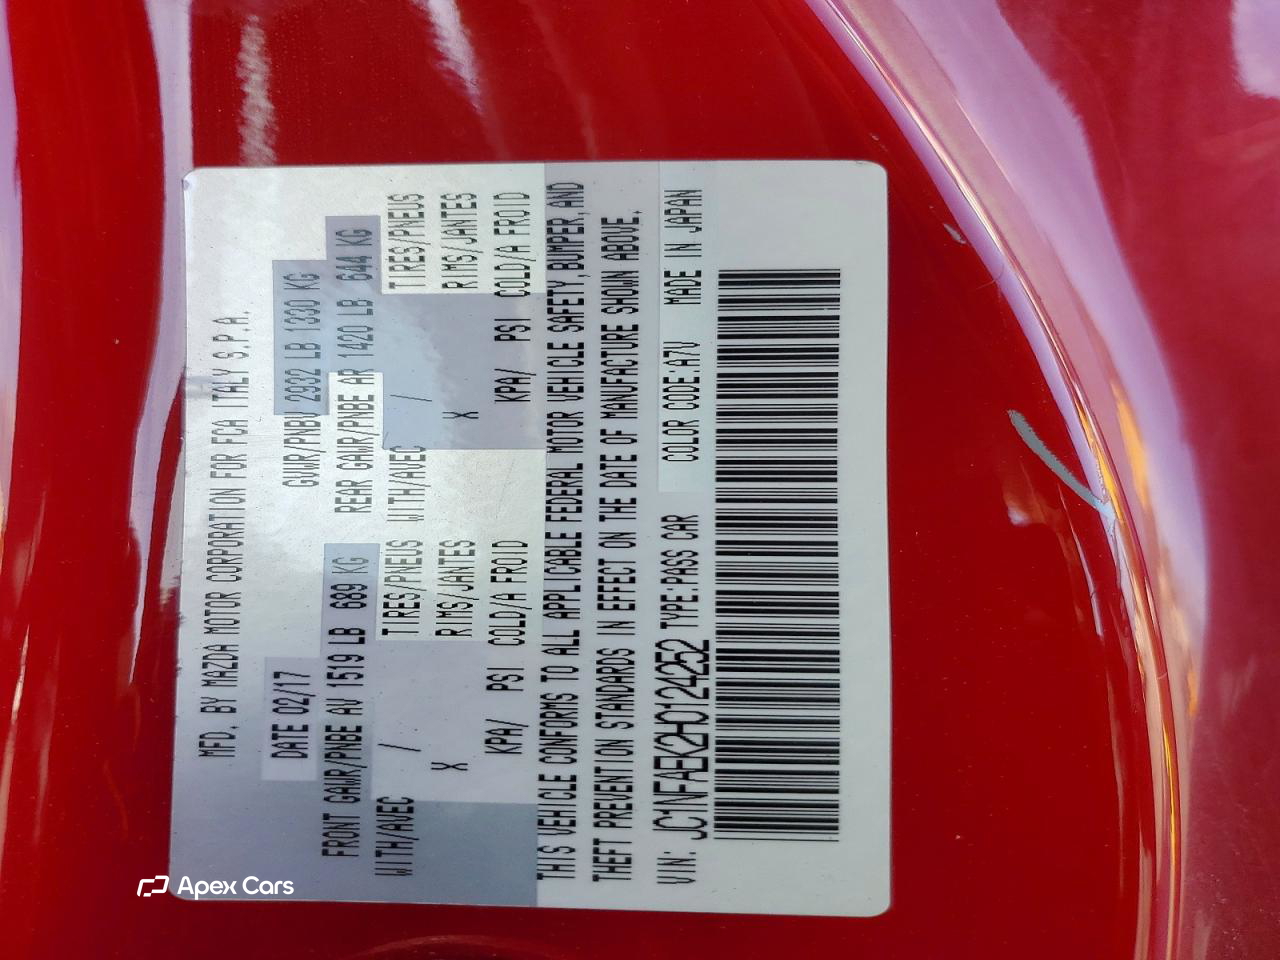 MFD. BY MAZDA MOTOR CORPORATION FOR FCA ITALY S.P.A.
DATE 02/17 GVWR/PNBV 2932 LB 1330 KG
FRONT GAWR/PNBE AV 1519 LB 689 KG REAR GAWR/PNBE AR 1420 LB 644 KG
WITH/AVEC / TIRES/PNEUS WITH/AVEC / TIRES/PNEUS
X RIMS/JANTES X RIMS/JANTES
KPA/ PSI COLD/A FROID KPA/ PSI COLD/A FROID
THIS VEHICLE CONFORMS TO ALL APPLICABLE FEDERAL MOTOR VEHICLE SAFETY, BUMPER, AND
THEFT PREVENTION STANDARDS IN EFFECT ON THE DATE OF MANUFACTURE SHOWN ABOVE.
VIN: JC1NFAEK2H0124252 TYPE:PASS CAR COLOR CODE:A7V MADE IN JAPAN
Apex Cars